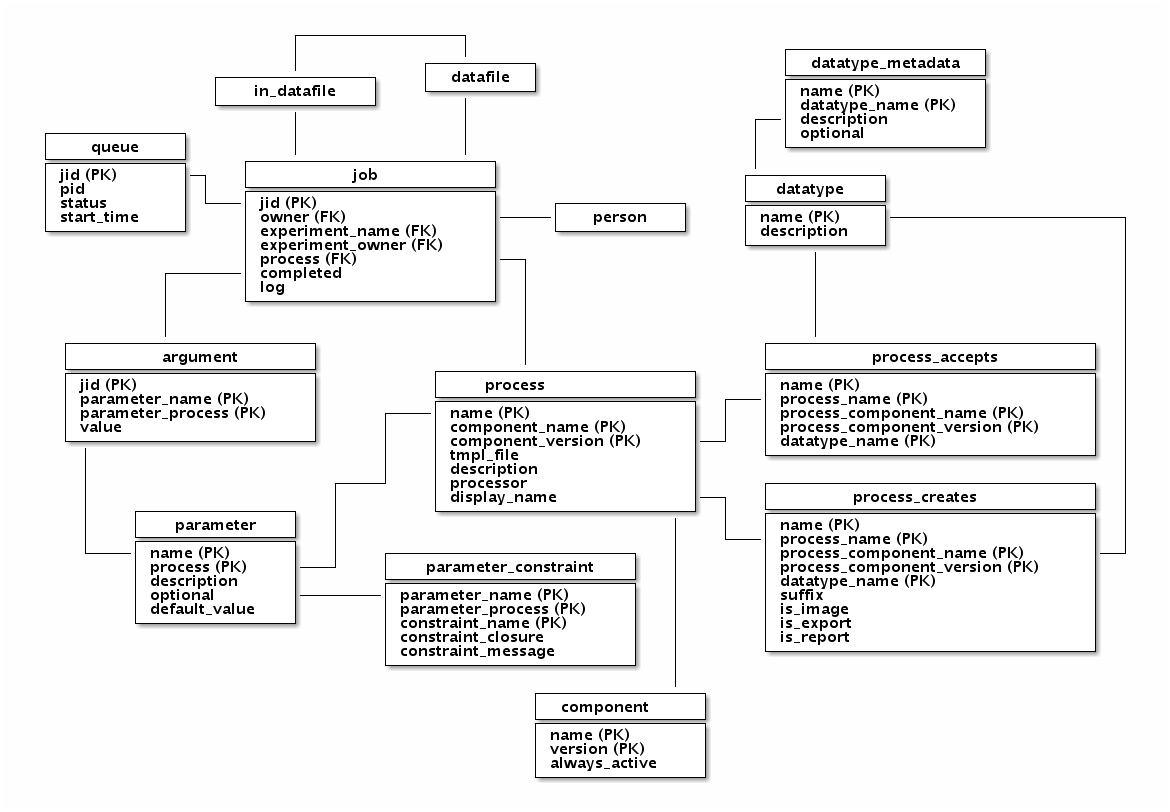 in_datafile
datafile
datatype_metadata
name (PK)
datatype_name (PK)
description
optional
queue
jid (PK)
pid
status
start_time
job
jid (PK)
owner (FK)
experiment_name (FK)
experiment_owner (FK)
process (FK)
completed
log
person
datatype
name (PK)
description
argument
jid (PK)
parameter_name (PK)
parameter_process (PK)
value
process
name (PK)
component_name (PK)
component_version (PK)
tmpl_file
description
processor
display_name
process_accepts
name (PK)
process_name (PK)
process_component_name (PK)
process_component_version (PK)
datatype_name (PK)
process_creates
name (PK)
process_name (PK)
process_component_name (PK)
process_component_version (PK)
datatype_name (PK)
suffix
is_image
is_export
is_report
parameter
name (PK)
process (PK)
description
optional
default_value
parameter_constraint
parameter_name (PK)
parameter_process (PK)
constraint_name (PK)
constraint_closure
constraint_message
component
name (PK)
version (PK)
always_active